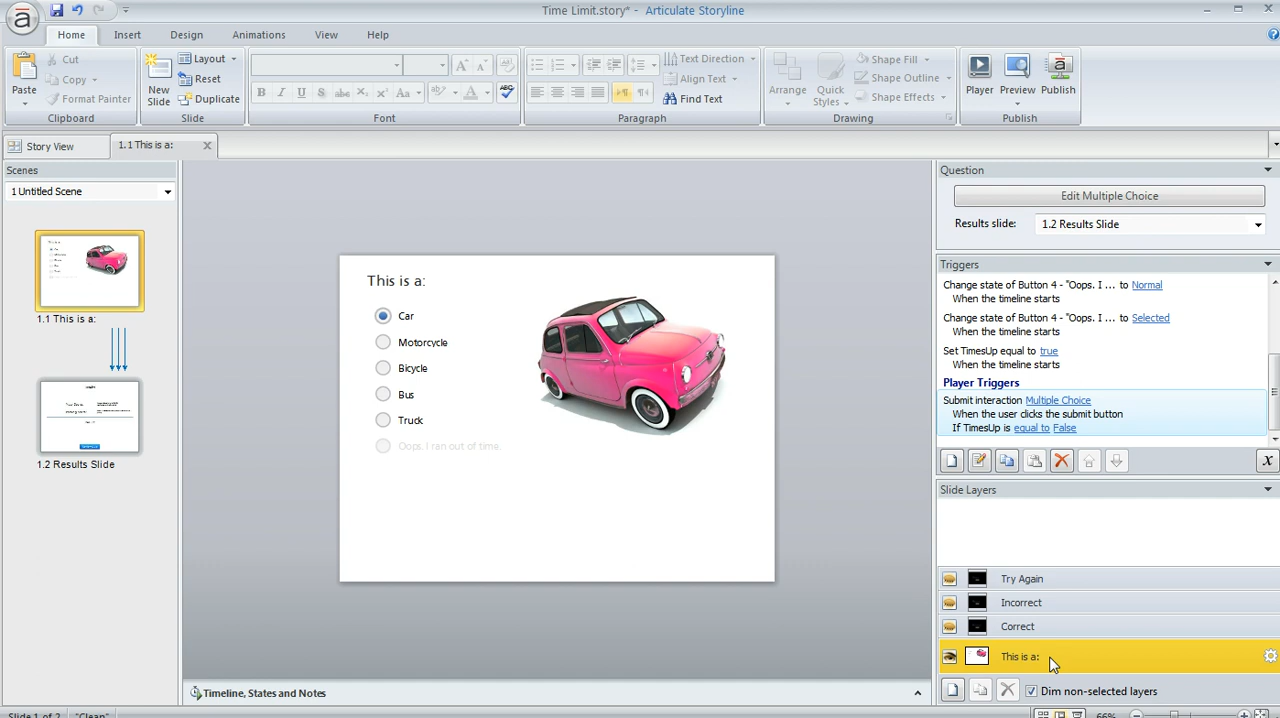 Time Limit.story* - Articulate Storyline
Home Insert Design Animations View Help
Paste
Cut
Copy
Format Painter
Clipboard
New Slide
Layout
Reset
Duplicate
Slide
Font
Text Direction
Align Text
Find Text
Paragraph
Arrange
Quick Styles
Shape Fill
Shape Outline
Shape Effects
Drawing
Player
Preview
Publish
Publish
Story View
1.1 This is a:
Scenes
1 Untitled Scene
1.1 This is a:
1.2 Results Slide
This is a:
Car
Motorcycle
Bicycle
Bus
Truck
Oops. I ran out of time.
Timeline, States and Notes
Question
Edit Multiple Choice
Results slide: 1.2 Results Slide
Triggers
Change state of Button 4 - "Oops. I ... to Normal
When the timeline starts
Change state of Button 4 - "Oops. I ... to Selected
When the timeline starts
Set TimesUp equal to true
When the timeline starts
Player Triggers
Submit interaction Multiple Choice
When the user clicks the submit button
If TimesUp is equal to False
Slide Layers
Try Again
Incorrect
Correct
This is a:
Dim non-selected layers
Slide 1 of 2 "Clean"
66%